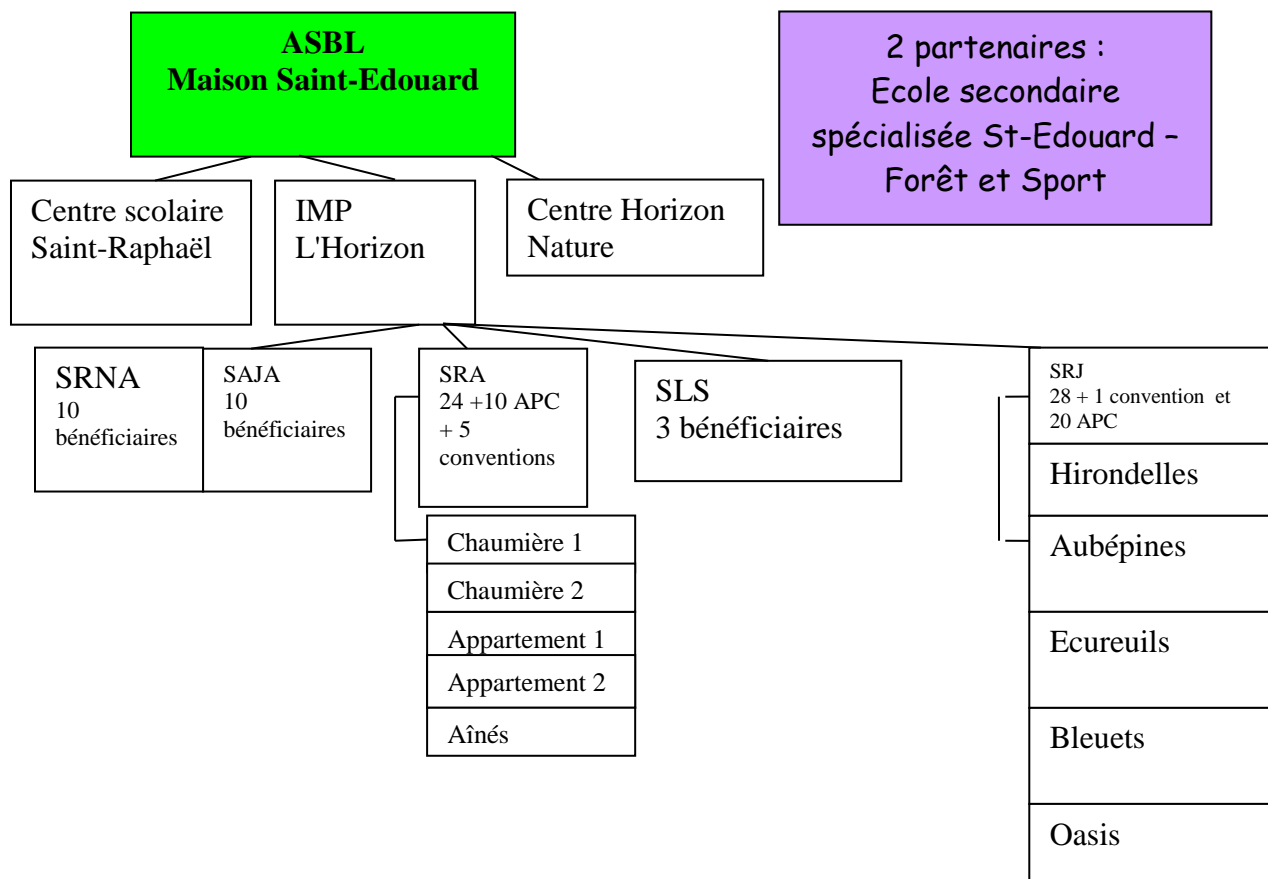 ASBL
Maison Saint-Edouard
2 partenaires :
Ecole secondaire
spécialisée St-Edouard –
Forêt et Sport
Centre scolaire
Saint-Raphaël
IMP
L'Horizon
Centre Horizon
Nature
SRNA
10
bénéficiaires
SAJA
10
bénéficiaires
SRA
24 +10 APC
+ 5
conventions
SLS
3 bénéficiaires
SRJ
28 + 1 convention et
20 APC
Chaumière 1
Chaumière 2
Appartement 1
Appartement 2
Aînés
Hirondelles
Aubépines
Ecureuils
Bleuets
Oasis